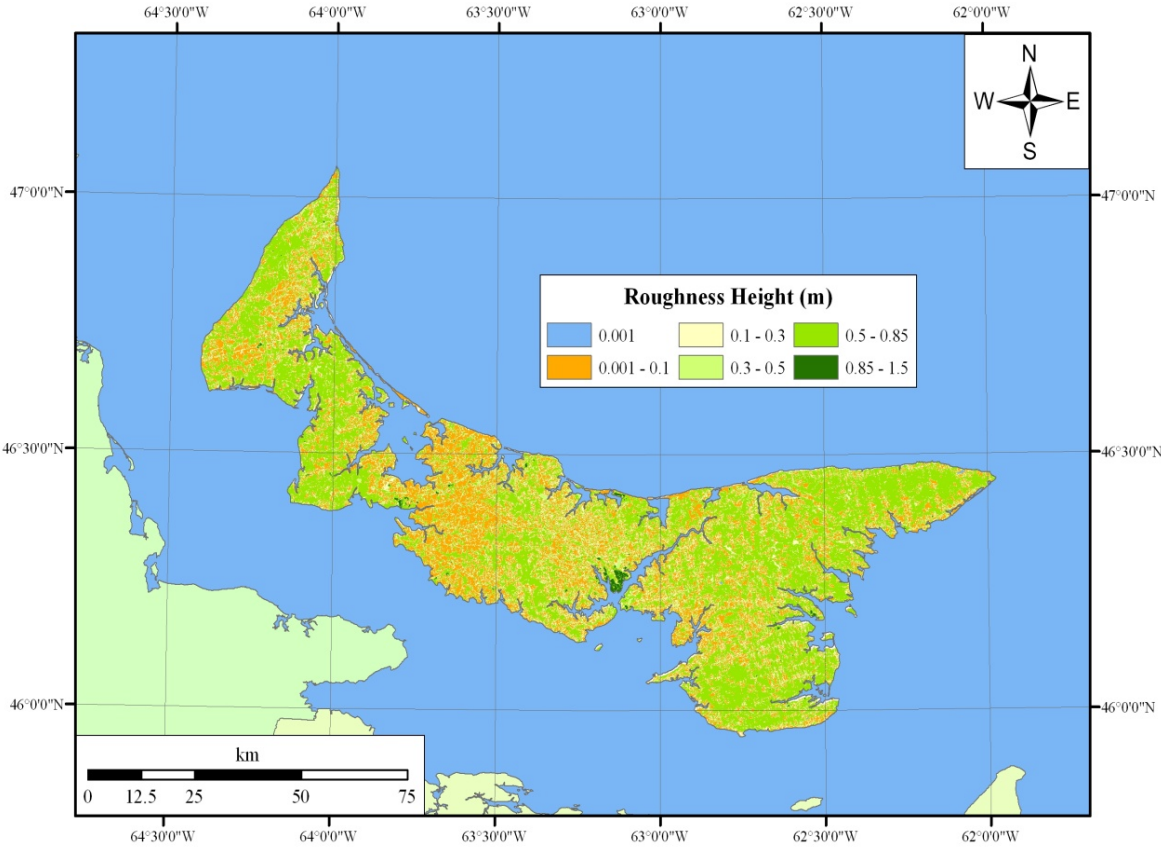 64°30'0"W 64°0'0"W 63°30'0"W 63°0'0"W 62°30'0"W 62°0'0"W
N
W E
S
47°0'0"N 47°0'0"N
Roughness Height (m)
0.001 0.1 - 0.3 0.5 - 0.85
0.001 - 0.1 0.3 - 0.5 0.85 - 1.5
46°30'0"N 46°30'0"N
46°0'0"N 46°0'0"N
km
0 12.5 25 50 75
64°30'0"W 64°0'0"W 63°30'0"W 63°0'0"W 62°30'0"W 62°0'0"W